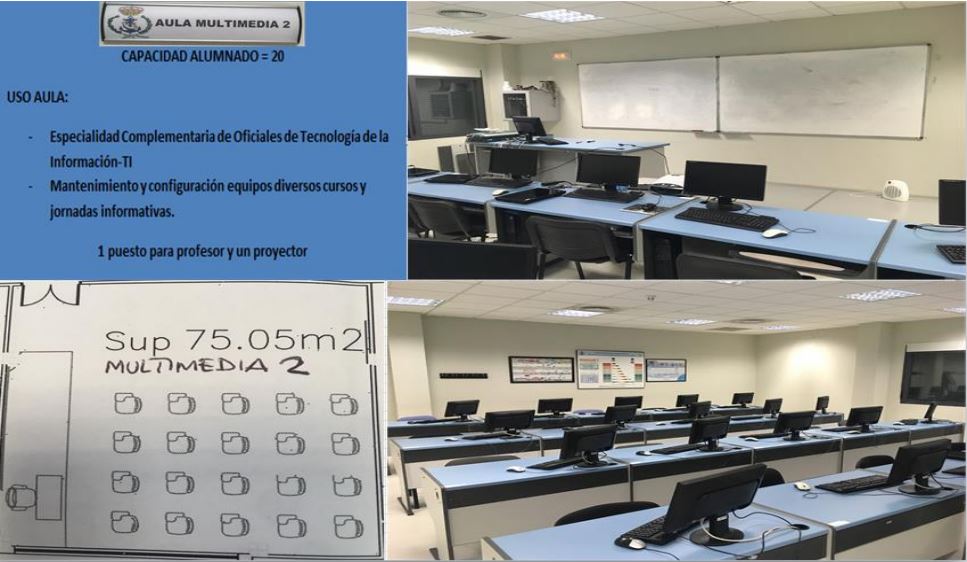 AULA MULTIMEDIA 2
CAPACIDAD ALUMNADO = 20
USO AULA:
- Especialidad Complementaria de Oficiales de Tecnología de la
Información-TI
- Mantenimiento y configuración equipos diversos cursos y
jornadas informativas.
1 puesto para profesor y un proyector
Sup 75.05m2
MULTIMEDIA 2